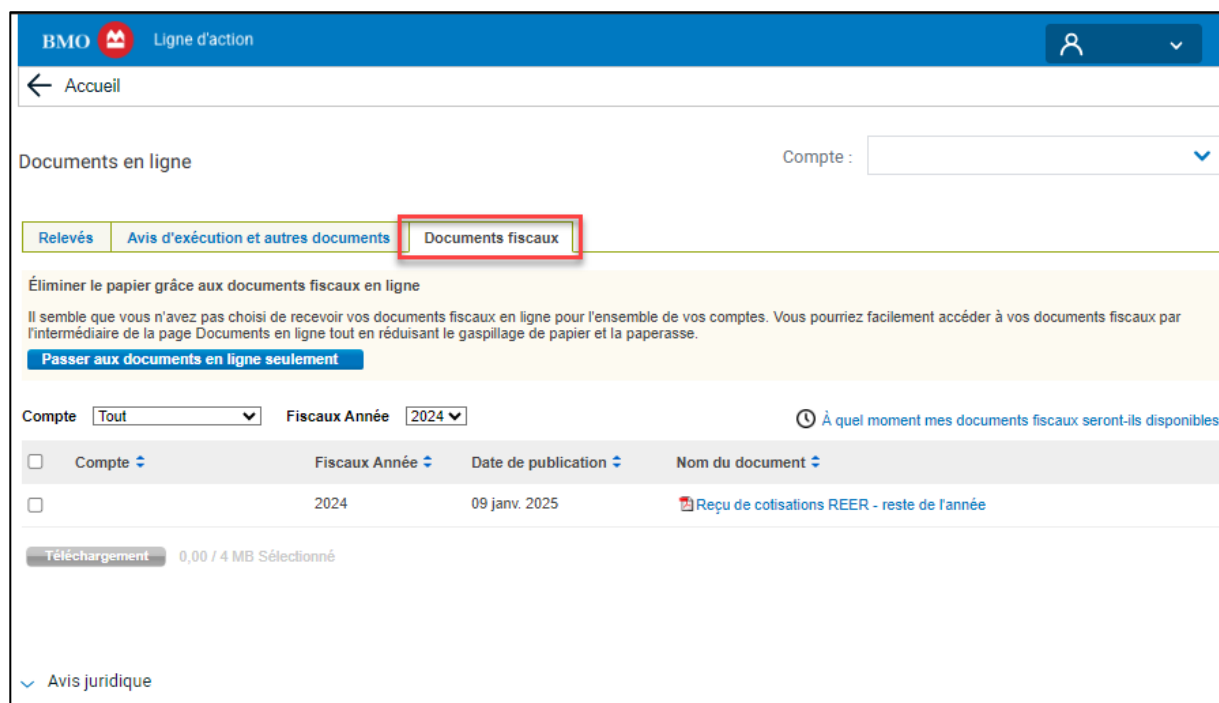 BMO Ligne d'action
Accueil
Documents en ligne
Compte :
Relevés
Avis d'exécution et autres documents
Documents fiscaux
Éliminer le papier grâce aux documents fiscaux en ligne
Il semble que vous n'avez pas choisi de recevoir vos documents fiscaux en ligne pour l'ensemble de vos comptes. Vous pourriez facilement accéder à vos documents fiscaux par
l'intermédiaire de la page Documents en ligne tout en réduisant le gaspillage de papier et la paperasse.
Passer aux documents en ligne seulement
Compte Tout Fiscaux Année 2024 À quel moment mes documents fiscaux seront-ils disponibles
Compte Fiscaux Année Date de publication Nom du document
2024 09 janv. 2025 Reçu de cotisations REER - reste de l'année
Téléchargement 0,00 / 4 MB Sélectionné
Avis juridique